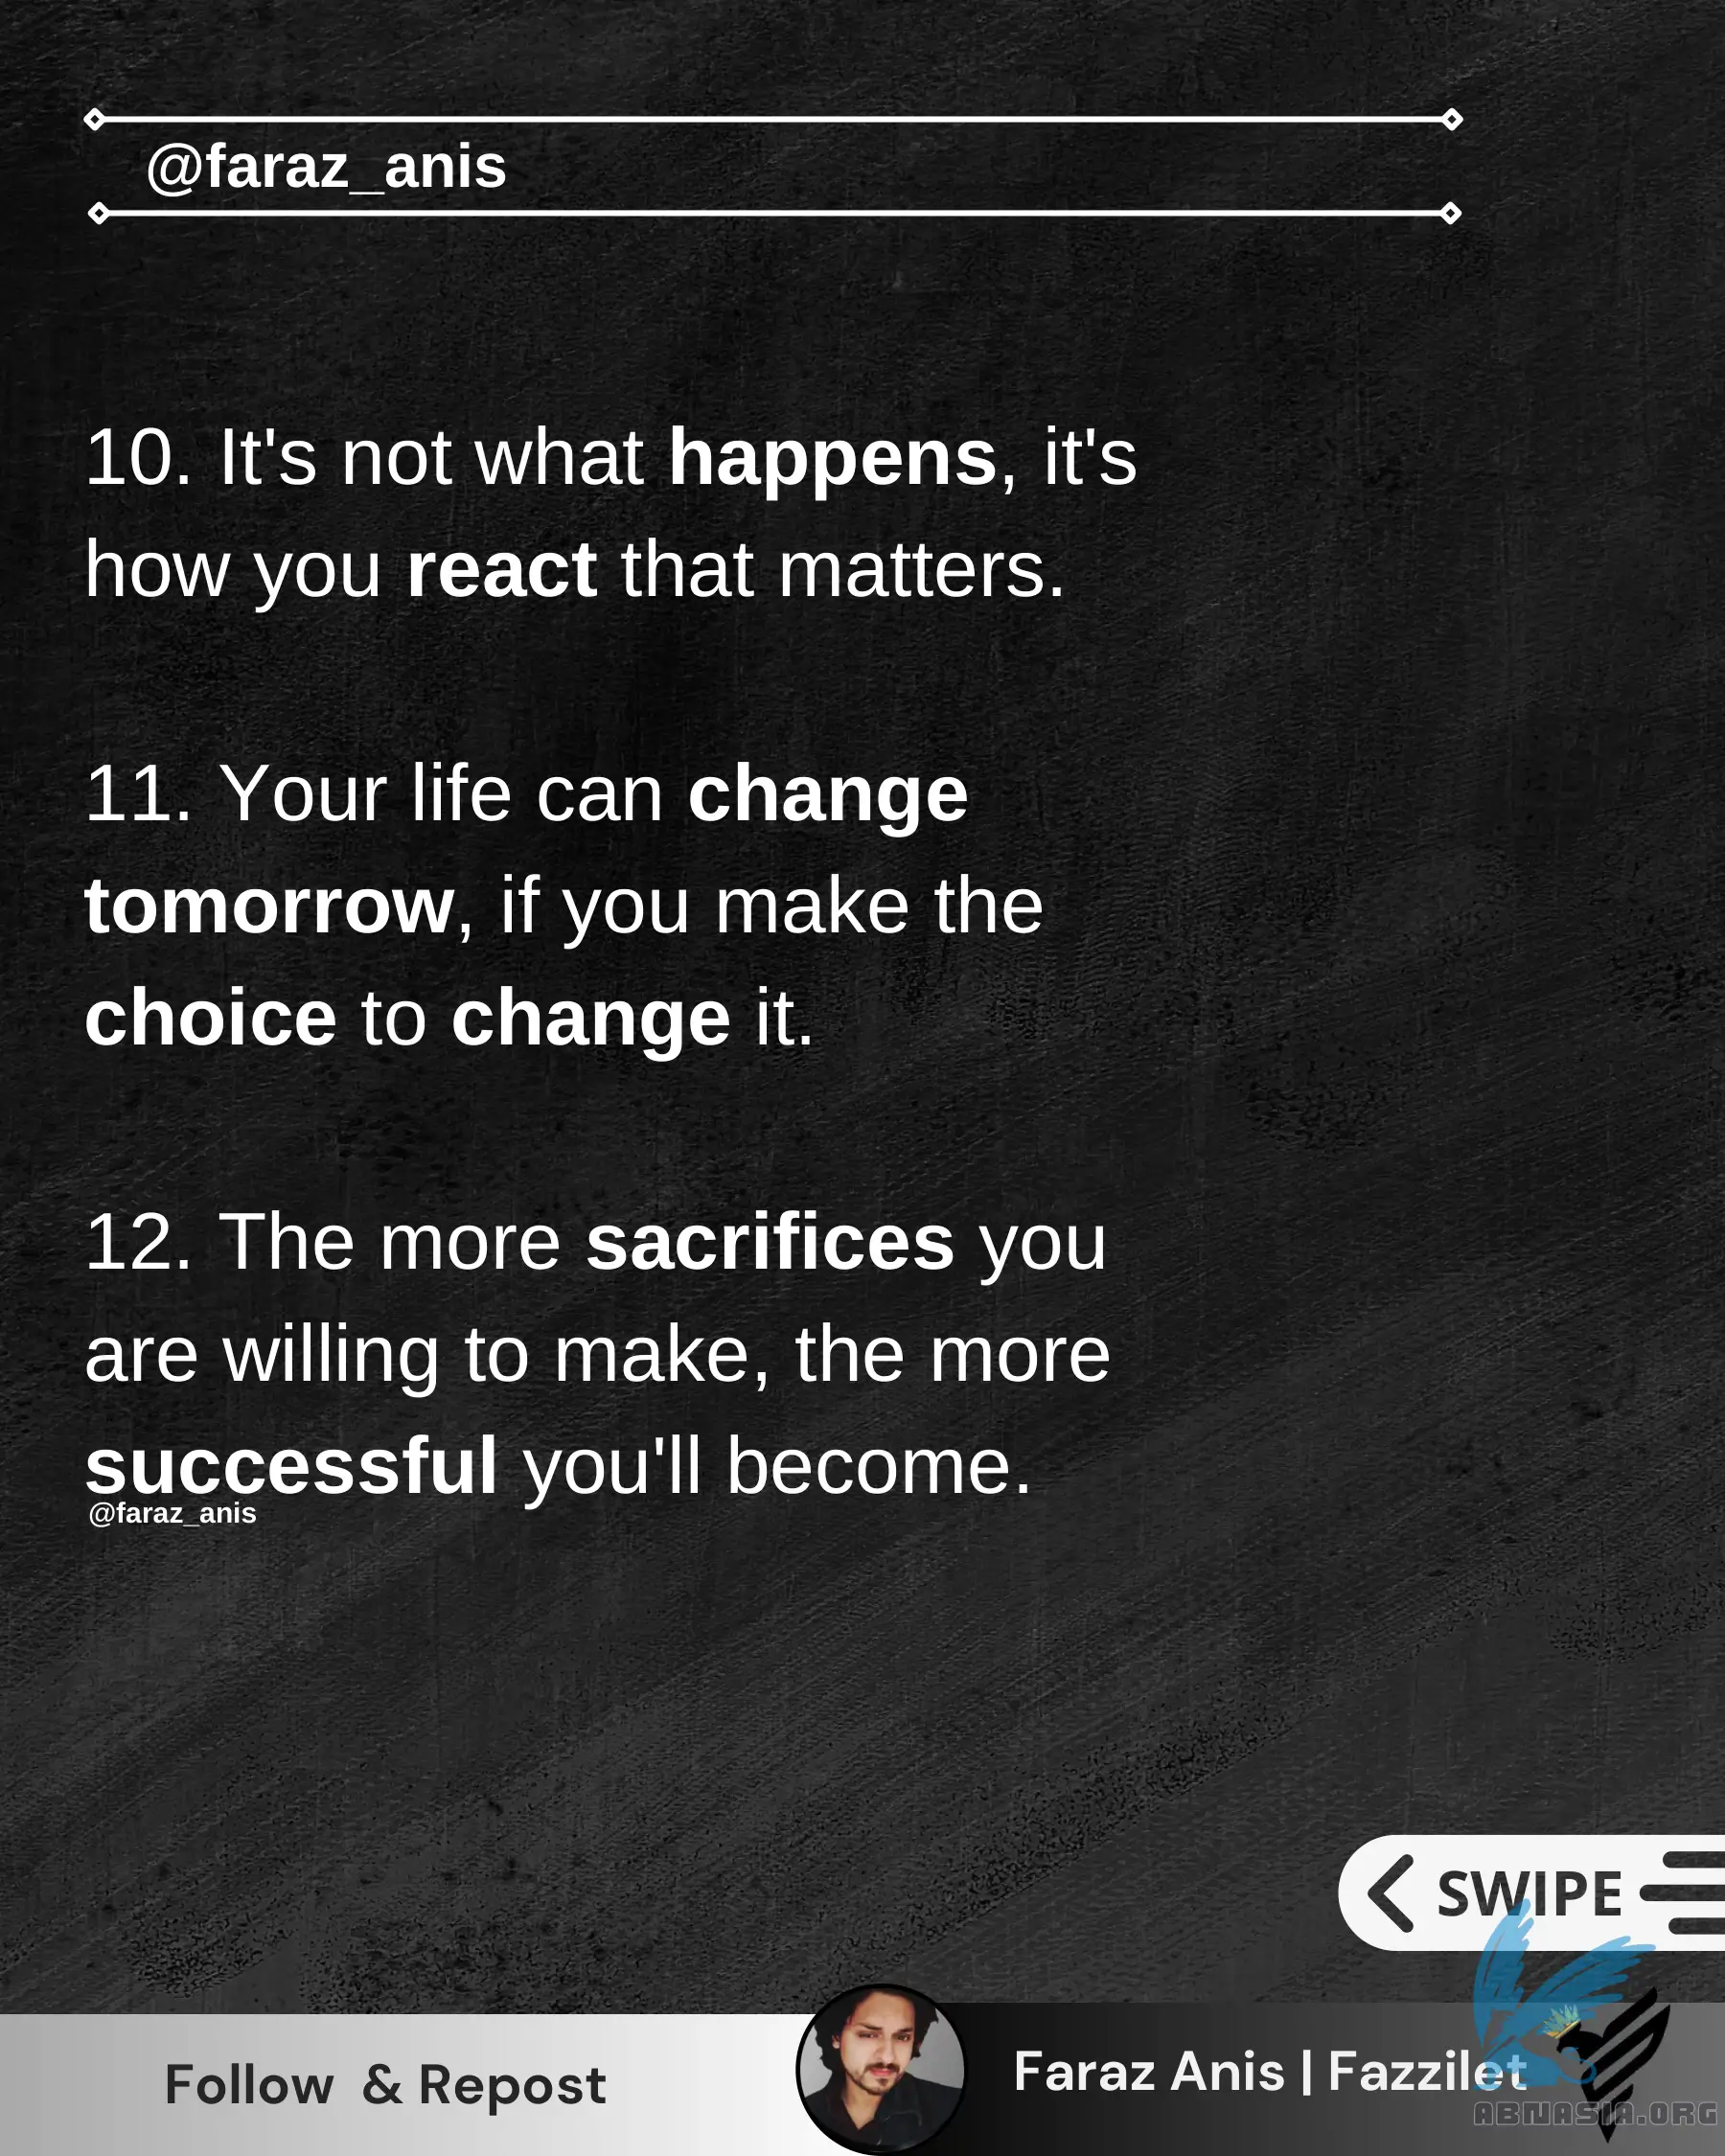 @faraz_anis
10. It's not what happens, it's
how you react that matters.
11. Your life can change
tomorrow, if you make the
choice to change it.
12. The more sacrifices you
are willing to make, the more
successful you'll become.
@faraz_anis
SWIPE
Follow & Repost
Faraz Anis | Fazzilet
ABNASIA.ORG